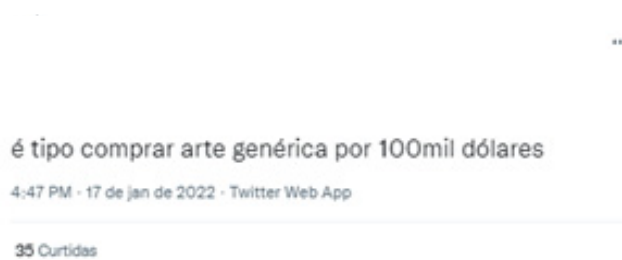 é tipo comprar arte genérica por 100mil dólares
4:47 PM · 17 de jan de 2022 · Twitter Web App
35 Curtidas